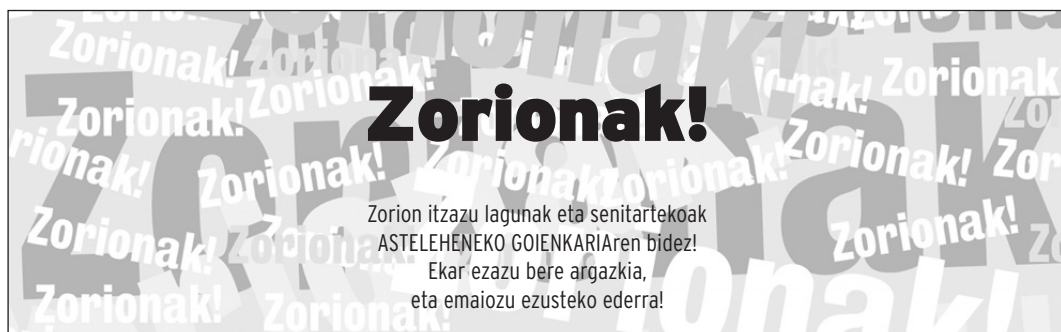 Zorionak!
Zorion itzazu lagunak eta senitartekoak
ASTELEHENEKO GOIENKARIAren bidez!
Ekar ezazu bere argazkia,
eta emaiozu ezusteko ederra!